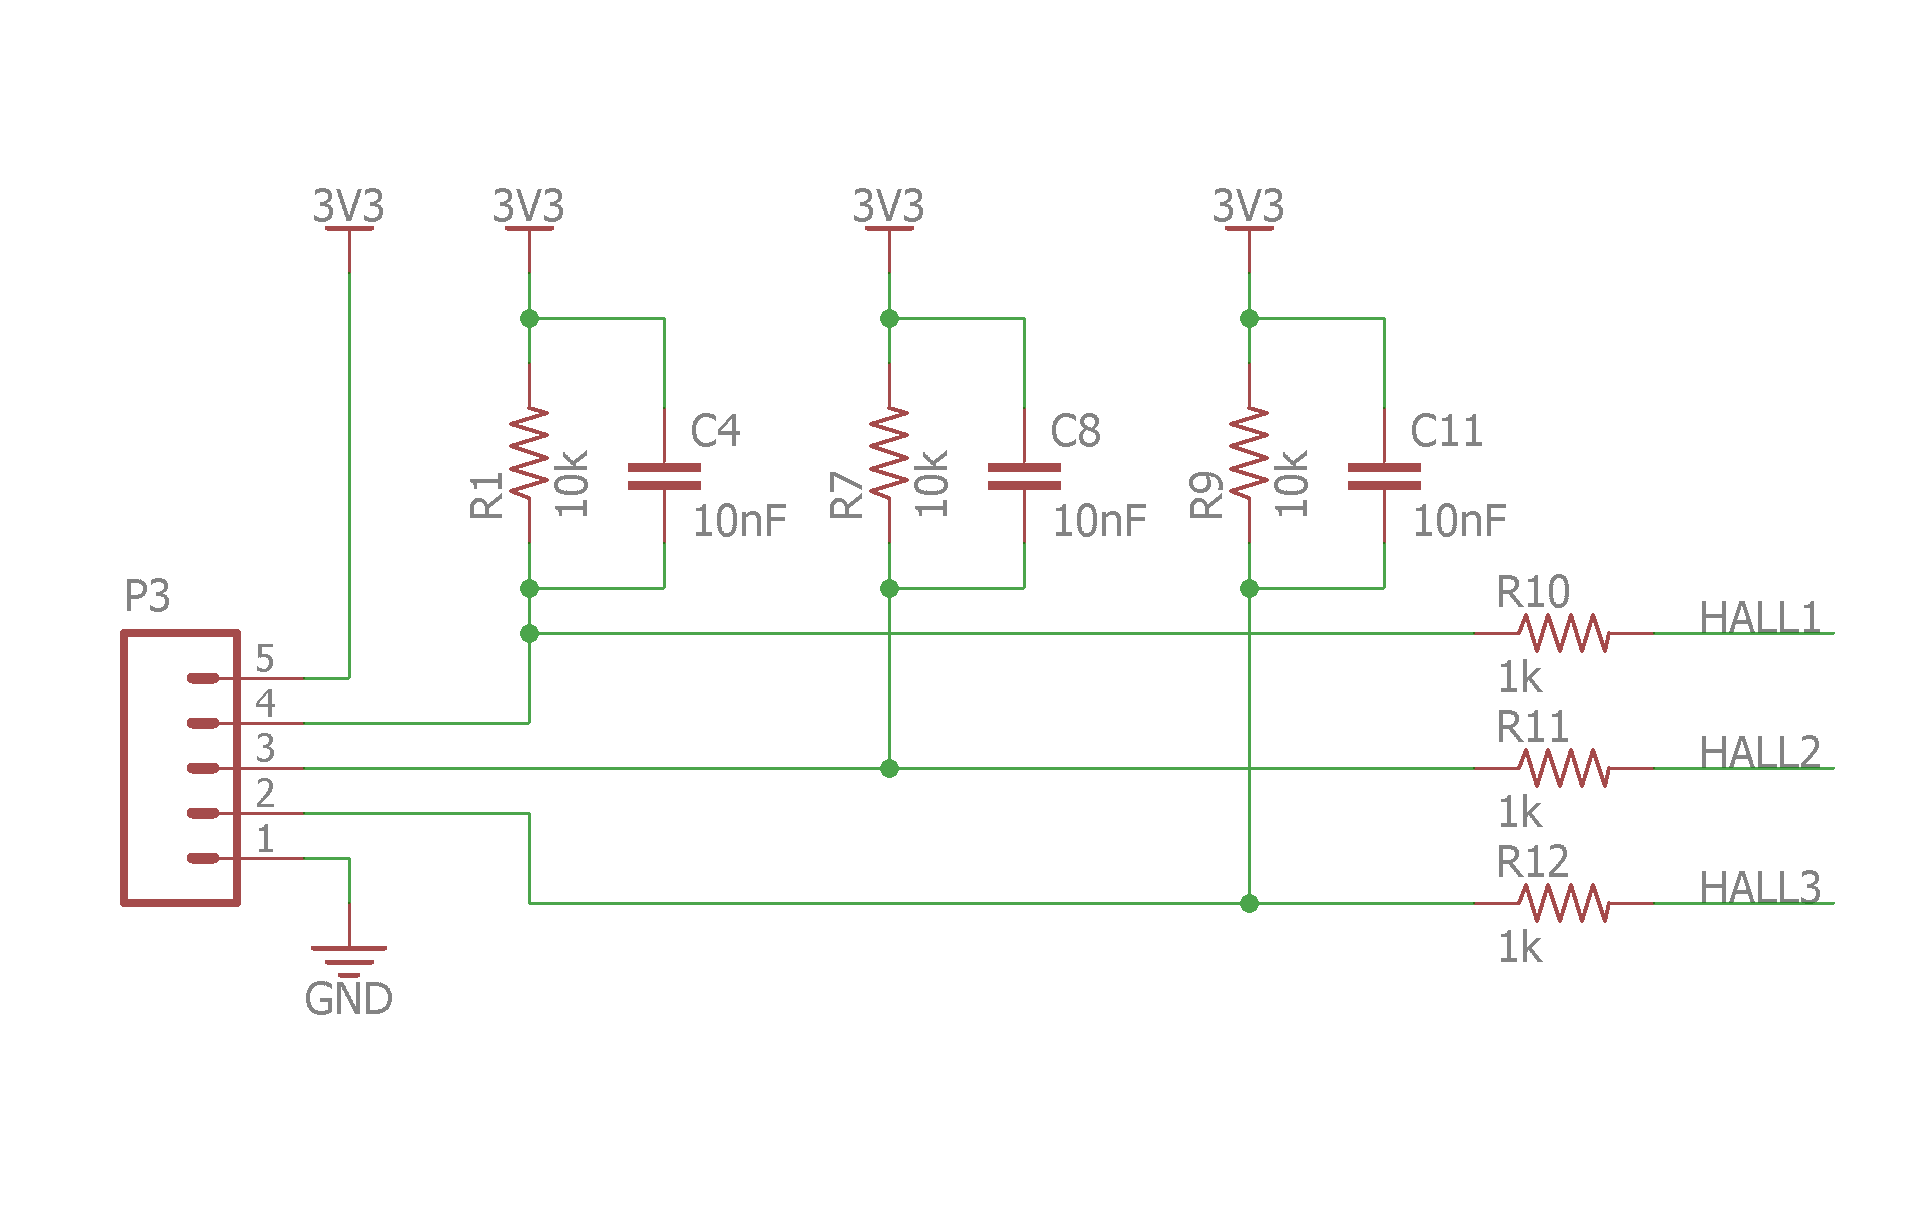 3V3
3V3
3V3
3V3
R1
10k
C4
10nF
R7
10k
C8
10nF
R9
10k
C11
10nF
P3
5
4
3
2
1
GND
R10
1k
HALL1
R11
1k
HALL2
R12
1k
HALL3